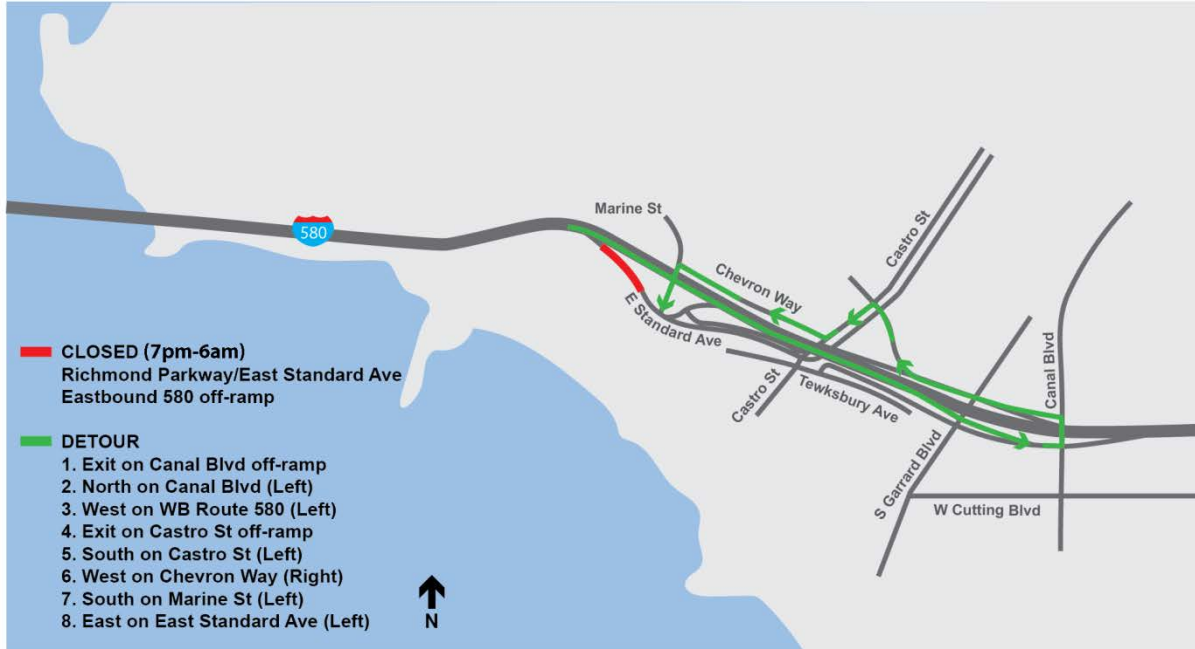 Marine St
Castro St
Chevron Way
580
E Standard Ave
Canal Blvd
Castro St
Tewksbury Ave
S Garrard Blvd
W Cutting Blvd
CLOSED (7pm-6am)
Richmond Parkway/East Standard Ave
Eastbound 580 off-ramp
DETOUR
1. Exit on Canal Blvd off-ramp
2. North on Canal Blvd (Left)
3. West on WB Route 580 (Left)
4. Exit on Castro St off-ramp
5. South on Castro St (Left)
6. West on Chevron Way (Right)
7. South on Marine St (Left)
8. East on East Standard Ave (Left)
N